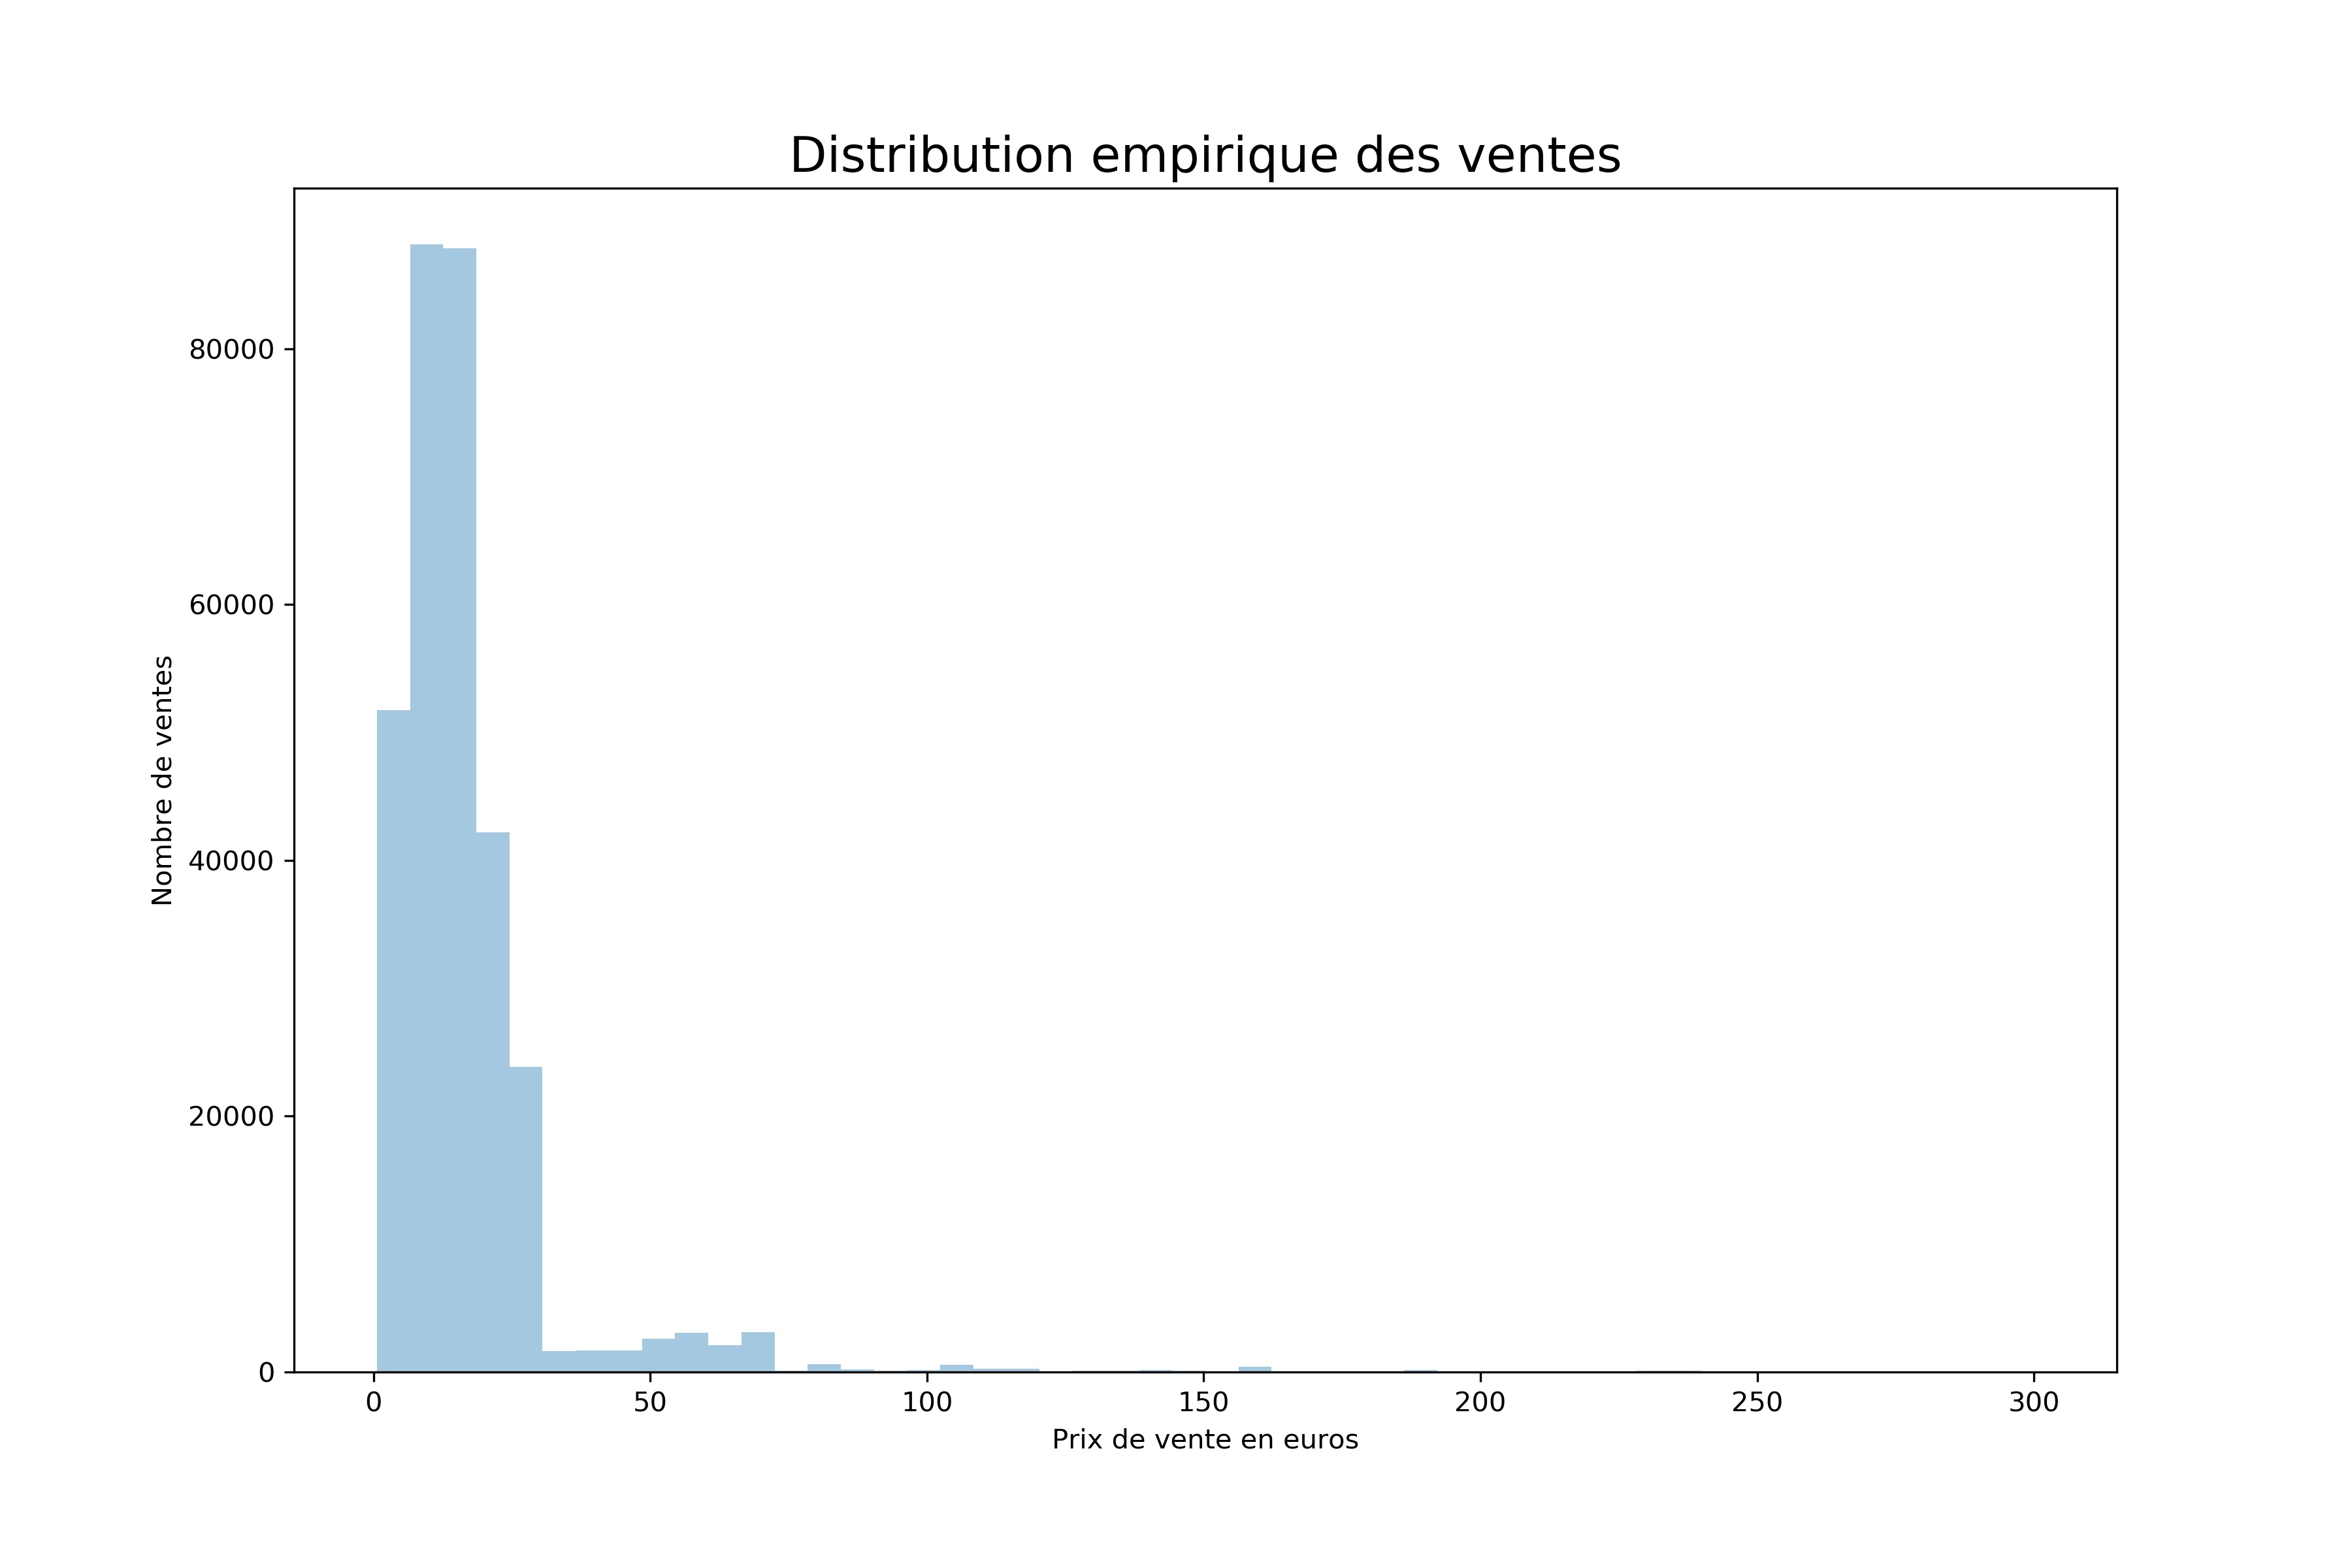 Distribution empirique des ventes
Nombre de ventes
80000
60000
40000
20000
0
0 50 100 150 200 250 300
Prix de vente en euros